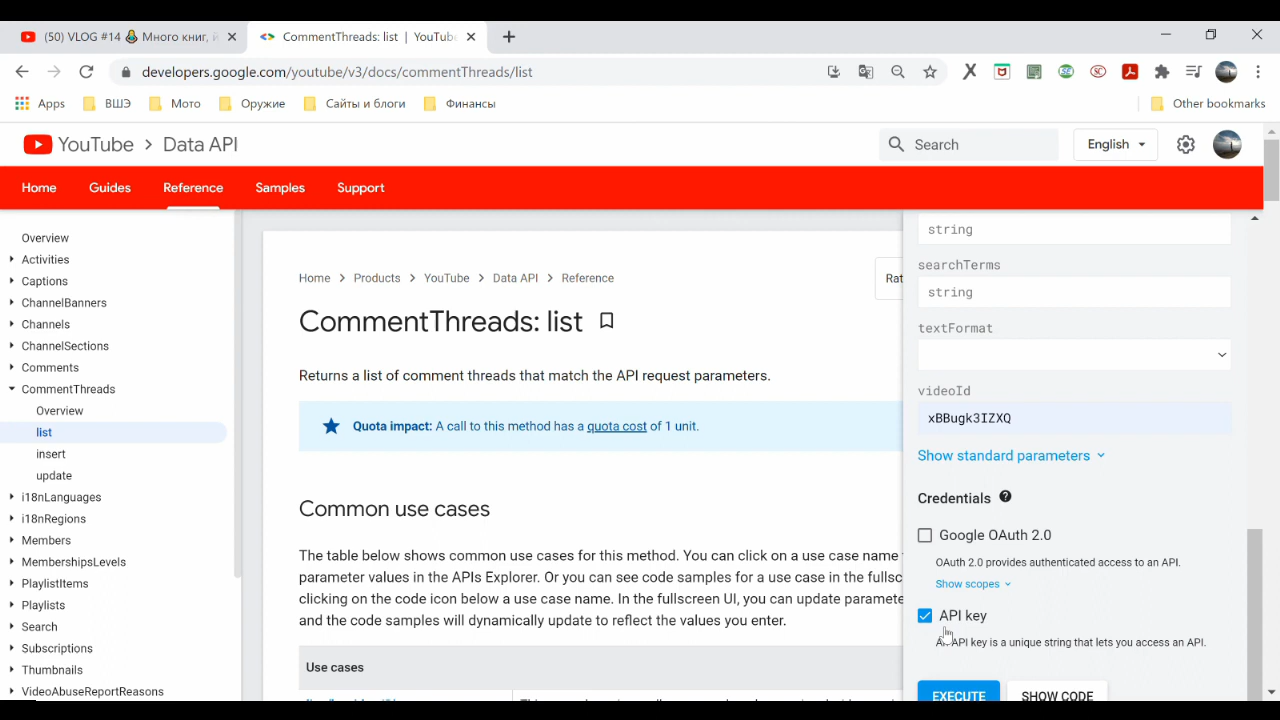 (50) VLOG #14 Много книг,
CommentThreads: list | YouTube
developers.google.com/youtube/v3/docs/commentThreads/list
Apps
ВШЭ
Мото
Оружие
Сайты и блоги
Финансы
Other bookmarks
YouTube > Data API
Search
English
Home
Guides
Reference
Samples
Support
Overview
Activities
Captions
ChannelBanners
Channels
ChannelSections
Comments
CommentThreads
Overview
list
insert
update
i18nLanguages
i18nRegions
Members
MembershipsLevels
PlaylistItems
Playlists
Search
Subscriptions
Thumbnails
VideoAbuseReportReasons
Home > Products > YouTube > Data API > Reference
Rat
CommentThreads: list
Returns a list of comment threads that match the API request parameters.
Quota impact: A call to this method has a quota cost of 1 unit.
Common use cases
The table below shows common use cases for this method. You can click on a use case name
parameter values in the APIs Explorer. Or you can see code samples for a use case in the fullsc
clicking on the code icon below a use case name. In the fullscreen UI, you can update paramete
and the code samples will dynamically update to reflect the values you enter.
Use cases
string
searchTerms
string
textFormat
videoId
xBBugk3IZXQ
Show standard parameters
Credentials
Google OAuth 2.0
OAuth 2.0 provides authenticated access to an API.
Show scopes
API key
An API key is a unique string that lets you access an API.
EXECUTE
SHOW CODE